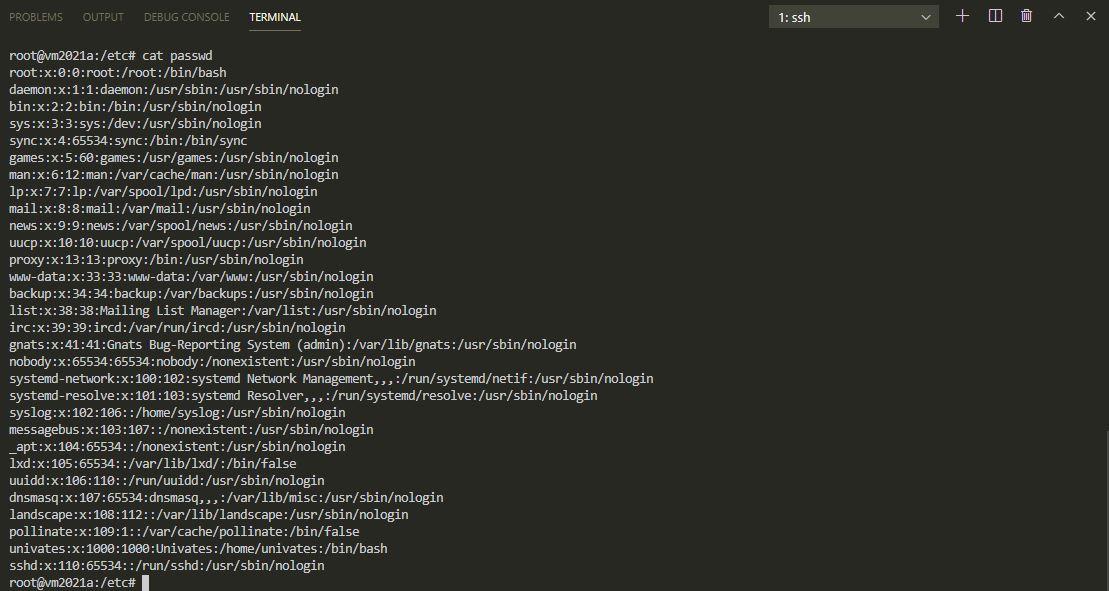 PROBLEMS OUTPUT DEBUG CONSOLE TERMINAL 1: ssh
root@vm2021a:/etc# cat passwd
root:x:0:0:root:/root:/bin/bash
daemon:x:1:1:daemon:/usr/sbin:/usr/sbin/nologin
bin:x:2:2:bin:/bin:/usr/sbin/nologin
sys:x:3:3:sys:/dev:/usr/sbin/nologin
sync:x:4:65534:sync:/bin:/bin/sync
games:x:5:60:games:/usr/games:/usr/sbin/nologin
man:x:6:12:man:/var/cache/man:/usr/sbin/nologin
lp:x:7:7:lp:/var/spool/lpd:/usr/sbin/nologin
mail:x:8:8:mail:/var/mail:/usr/sbin/nologin
news:x:9:9:news:/var/spool/news:/usr/sbin/nologin
uucp:x:10:10:uucp:/var/spool/uucp:/usr/sbin/nologin
proxy:x:13:13:proxy:/bin:/usr/sbin/nologin
www-data:x:33:33:www-data:/var/www:/usr/sbin/nologin
backup:x:34:34:backup:/var/backups:/usr/sbin/nologin
list:x:38:38:Mailing List Manager:/var/list:/usr/sbin/nologin
irc:x:39:39:ircd:/var/run/ircd:/usr/sbin/nologin
gnats:x:41:41:Gnats Bug-Reporting System (admin):/var/lib/gnats:/usr/sbin/nologin
nobody:x:65534:65534:nobody:/nonexistent:/usr/sbin/nologin
systemd-network:x:100:102:systemd Network Management,,,:/run/systemd/netif:/usr/sbin/nologin
systemd-resolve:x:101:103:systemd Resolver,,,:/run/systemd/resolve:/usr/sbin/nologin
syslog:x:102:106::/home/syslog:/usr/sbin/nologin
messagebus:x:103:107::/nonexistent:/usr/sbin/nologin
_apt:x:104:65534::/nonexistent:/usr/sbin/nologin
lxd:x:105:65534::/var/lib/lxd/:/bin/false
uuidd:x:106:110::/run/uuidd:/usr/sbin/nologin
dnsmasq:x:107:65534:dnsmasq,,,:/var/lib/misc:/usr/sbin/nologin
landscape:x:108:112::/var/lib/landscape:/usr/sbin/nologin
pollinate:x:109:1::/var/cache/pollinate:/bin/false
univates:x:1000:1000:Univates:/home/univates:/bin/bash
sshd:x:110:65534::/run/sshd:/usr/sbin/nologin
root@vm2021a:/etc#